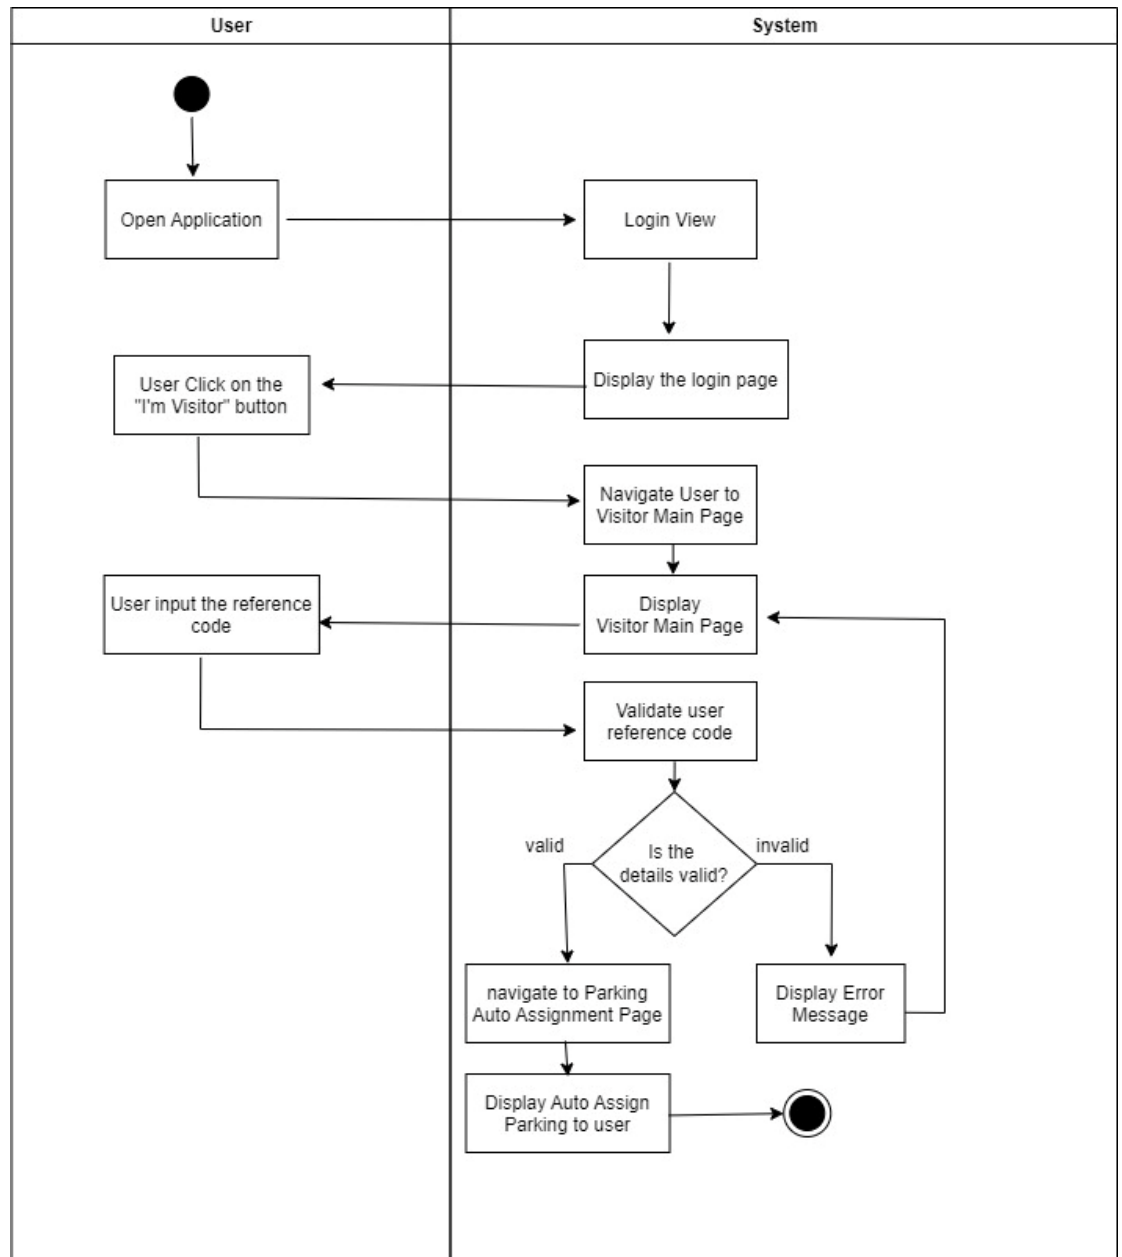 User
System
Open Application
Login View
Display the login page
User Click on the
"I'm Visitor" button
Navigate User to
Visitor Main Page
Display
Visitor Main Page
User input the reference
code
Validate user
reference code
Is the
details valid?
valid
invalid
navigate to Parking
Auto Assignment Page
Display Error
Message
Display Auto Assign
Parking to user